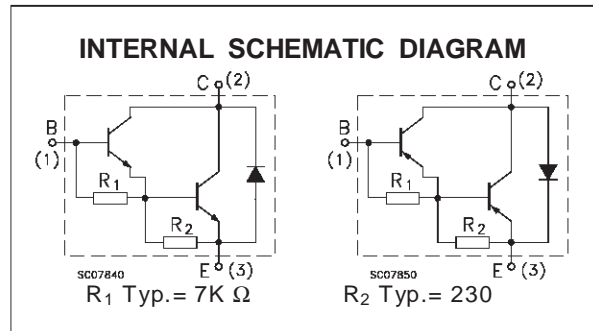 INTERNAL SCHEMATIC DIAGRAM
C (2)
B
(1)
R1
R2
SC07840
E (3)
C (2)
B
(1)
R1
R2
SC07850
E (3)
R1 Typ.= 7K Ω
R2 Typ.= 230